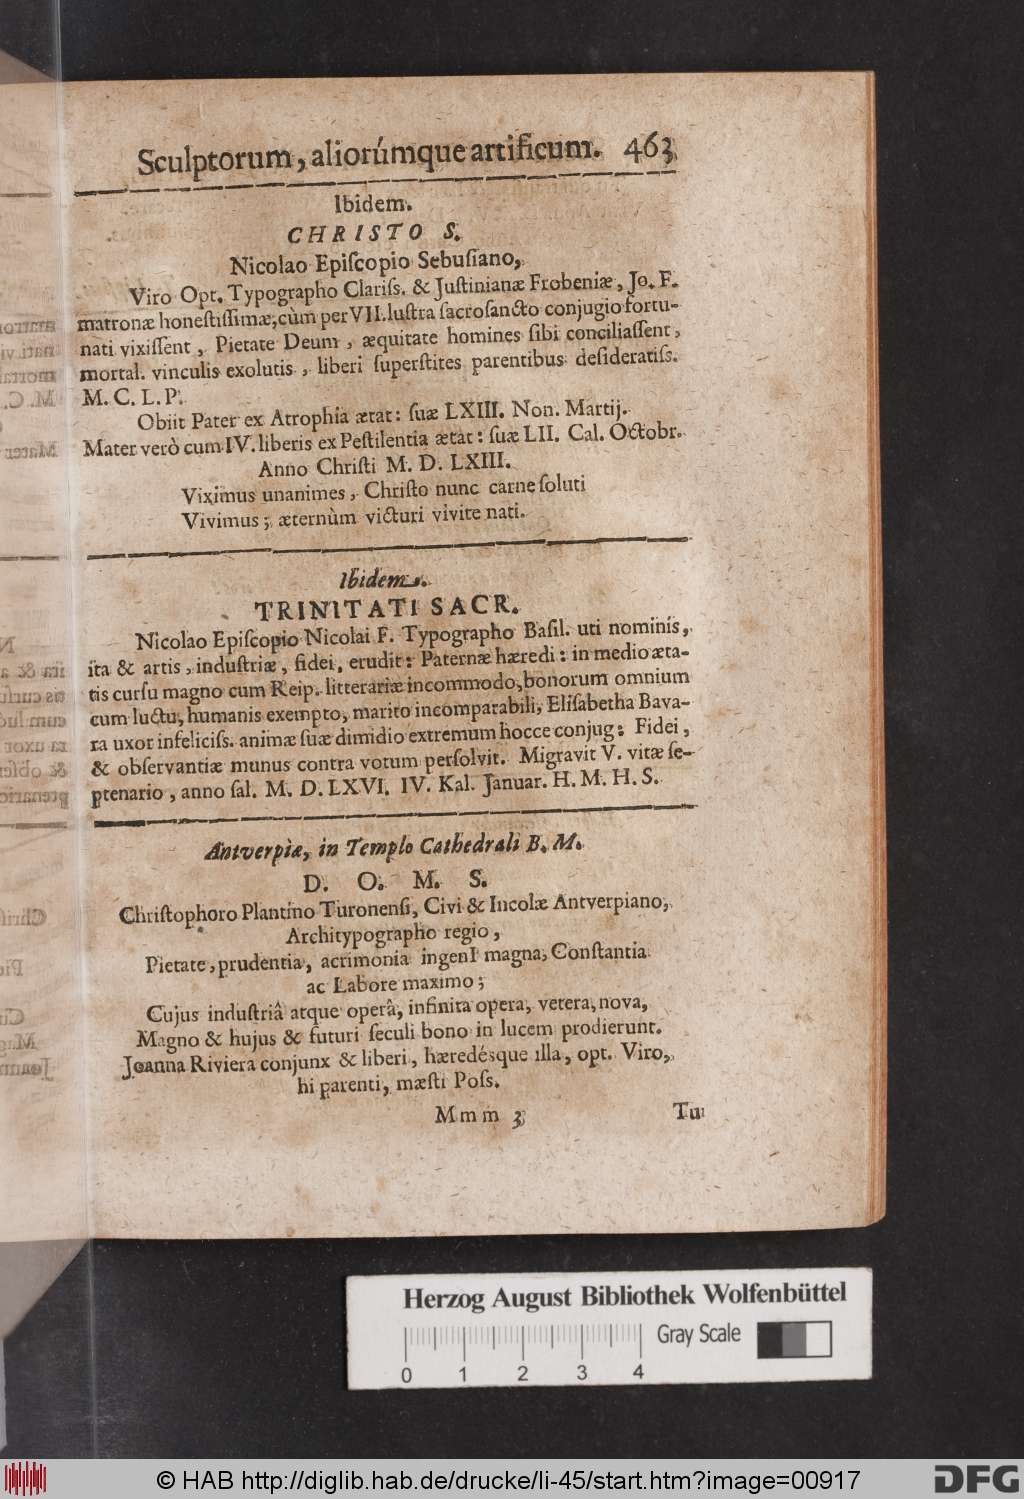 Sculptorum, aliorúmque artificum. 463
Ibidem.
CHRISTO S.
Nicolao Episcopio Sebusiano,
Viro Opt. Typographo Clariss. & Justinianæ Frobeniæ, Jo. F.
matronæ honestissimæ, cùm per VII. lustra sacrosancto conjugio fortu-
nati vixissent, Pietate Deum, æquitate homines sibi conciliassent,
mortal. vinculis exolutis, liberi superstites parentibus desideratiss.
M. C. L. P.
Obiit Pater ex Atrophia ætat: suæ LXIII. Non. Martij.
Mater verò cum IV. liberis ex Pestilentia ætat: suæ LII. Cal. Octobr.
Anno Christi M. D. LXIII.
Viximus unanimes, Christo nunc carne soluti
Vivimus; æternùm victuri vivite nati.
Ibidem.
TRINITATI SACR.
Nicolao Episcopio Nicolai F. Typographo Basil. uti nominis,
ita & artis, industriæ, fidei, erudit: Paternæ hæredi: in medio æta-
tis cursu magno cum Reip. litterariæ incommodo, bonorum omnium
cum luctu, humanis exempto, marito incomparabili, Elisabetha Bava-
ra uxor infeliciss. animæ suæ dimidio extremum hocce conjug: Fidei,
& observantiæ munus contra votum persolvit. Migravit V. vitæ se-
ptenario, anno sal. M. D. LXVI. IV. Kal. Januar. H. M. H. S.
Antverpiæ, in Templo Cathedrali B. M.
D. O. M. S.
Christophoro Plantino Turonensi, Civi & Incolæ Antverpiano,
Architypographo regio,
Pietate, prudentia, acrimonia ingenI magna, Constantia
ac Labore maximo;
Cujus industriâ atque operâ, infinita opera, vetera, nova,
Magno & hujus & futuri seculi bono in lucem prodierunt.
Joanna Riviera conjunx & liberi, hæredésque illa, opt. Viro,
hi parenti, mæsti Pos.
Mmm 3 Tu
Herzog August Bibliothek Wolfenbüttel
Gray Scale
0 1 2 3 4
© HAB http://diglib.hab.de/drucke/li-45/start.htm?image=00917
DFG